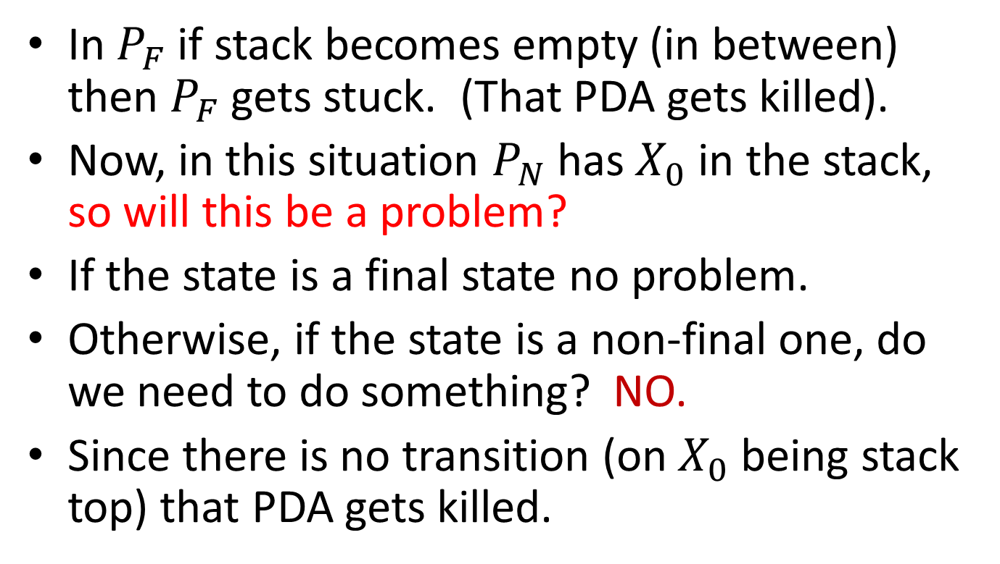 • In P_F if stack becomes empty (in between)
then P_F gets stuck.  (That PDA gets killed).
• Now, in this situation P_N has X_0 in the stack,
so will this be a problem?
• If the state is a final state no problem.
• Otherwise, if the state is a non-final one, do
we need to do something?  NO.
• Since there is no transition (on X_0 being stack
top) that PDA gets killed.